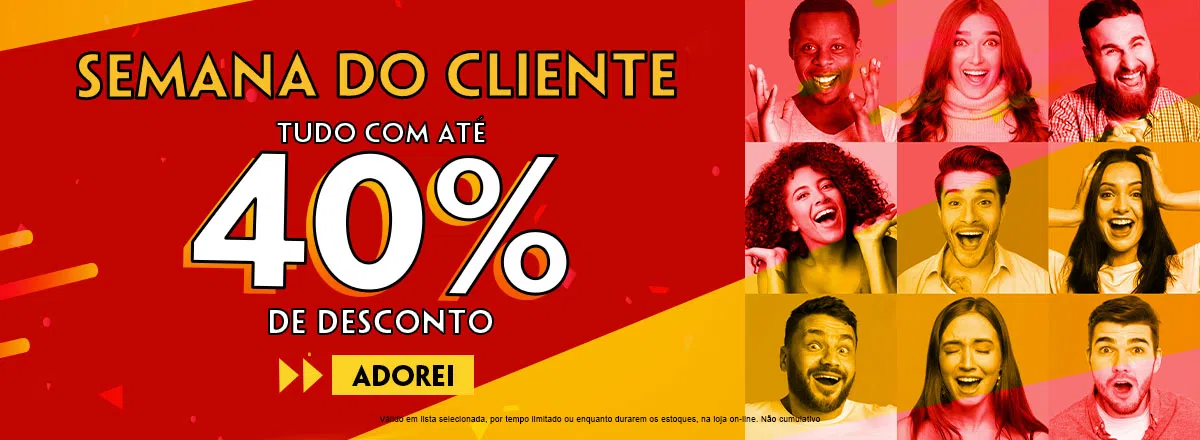 SEMANA DO CLIENTE
TUDO COM ATÉ
40%
DE DESCONTO
ADOREI
Válido em lista selecionada, por tempo limitado ou enquanto durarem os estoques, na loja on-line. Não cumulativo